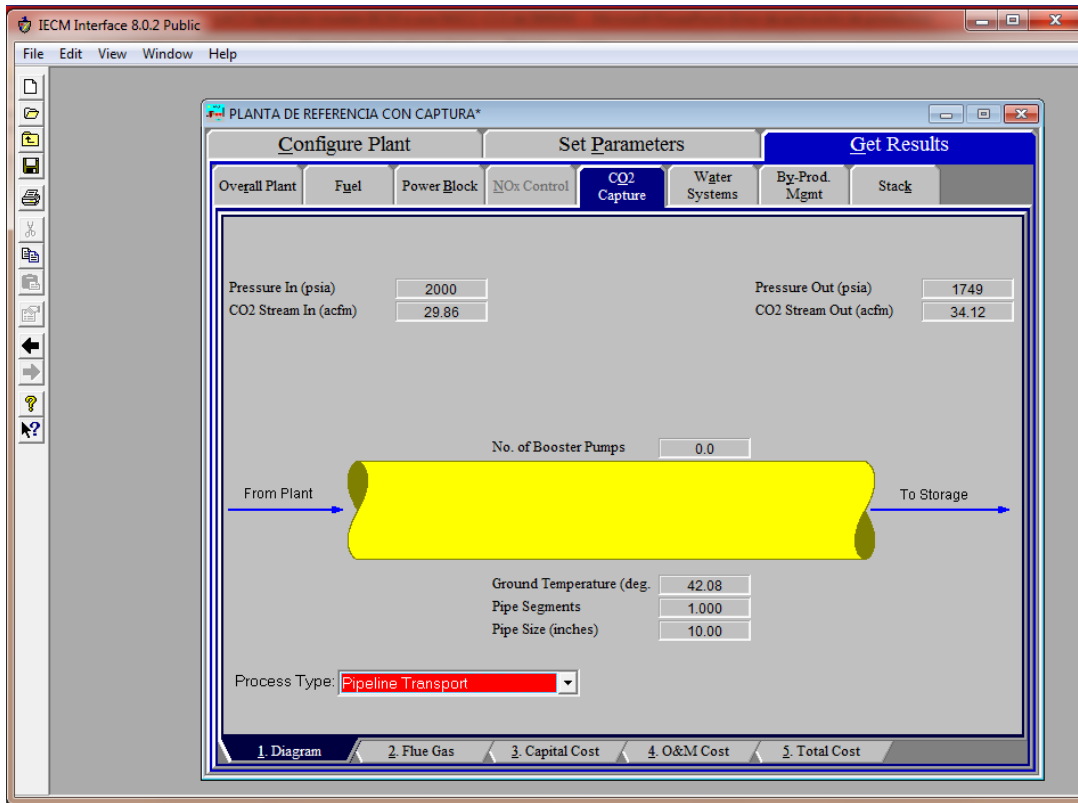 IECM Interface 8.0.2 Public
File Edit View Window Help
PLANTA DE REFERENCIA CON CAPTURA*
Configure Plant Set Parameters Get Results
Overall Plant Fuel Power Block NOx Control CO2 Capture Water Systems By-Prod. Mgmt Stack
Pressure In (psia) 2000 Pressure Out (psia) 1749
CO2 Stream In (acfm) 29.86 CO2 Stream Out (acfm) 34.12
No. of Booster Pumps 0.0
From Plant To Storage
Ground Temperature (deg. 42.08
Pipe Segments 1.000
Pipe Size (inches) 10.00
Process Type: Pipeline Transport
1. Diagram 2. Flue Gas 3. Capital Cost 4. O&M Cost 5. Total Cost